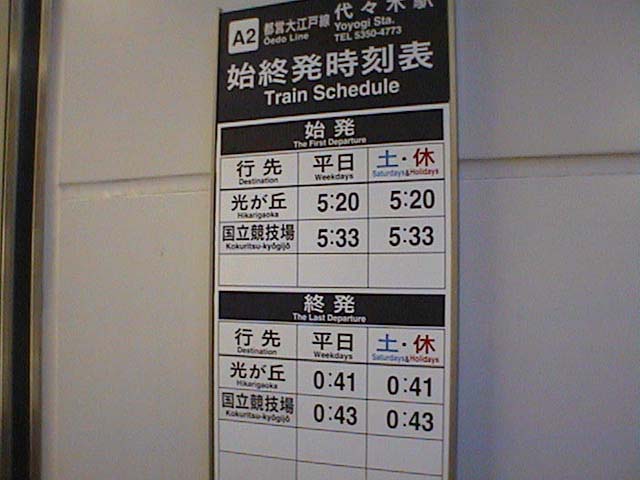 A2 都営大江戸線 代々木駅
Oedo Line Yoyogi Sta.
TEL 5350-4773
始終発時刻表
Train Schedule
始発
The First Departure
行先 平日 土・休
Destination Weekdays Saturdays&Holidays
光が丘 5:20 5:20
Hikarigaoka
国立競技場 5:33 5:33
Kokuritsu-kyōgijō
終発
The Last Departure
行先 平日 土・休
Destination Weekdays Saturdays&Holidays
光が丘 0:41 0:41
Hikarigaoka
国立競技場 0:43 0:43
Kokuritsu-kyōgijō